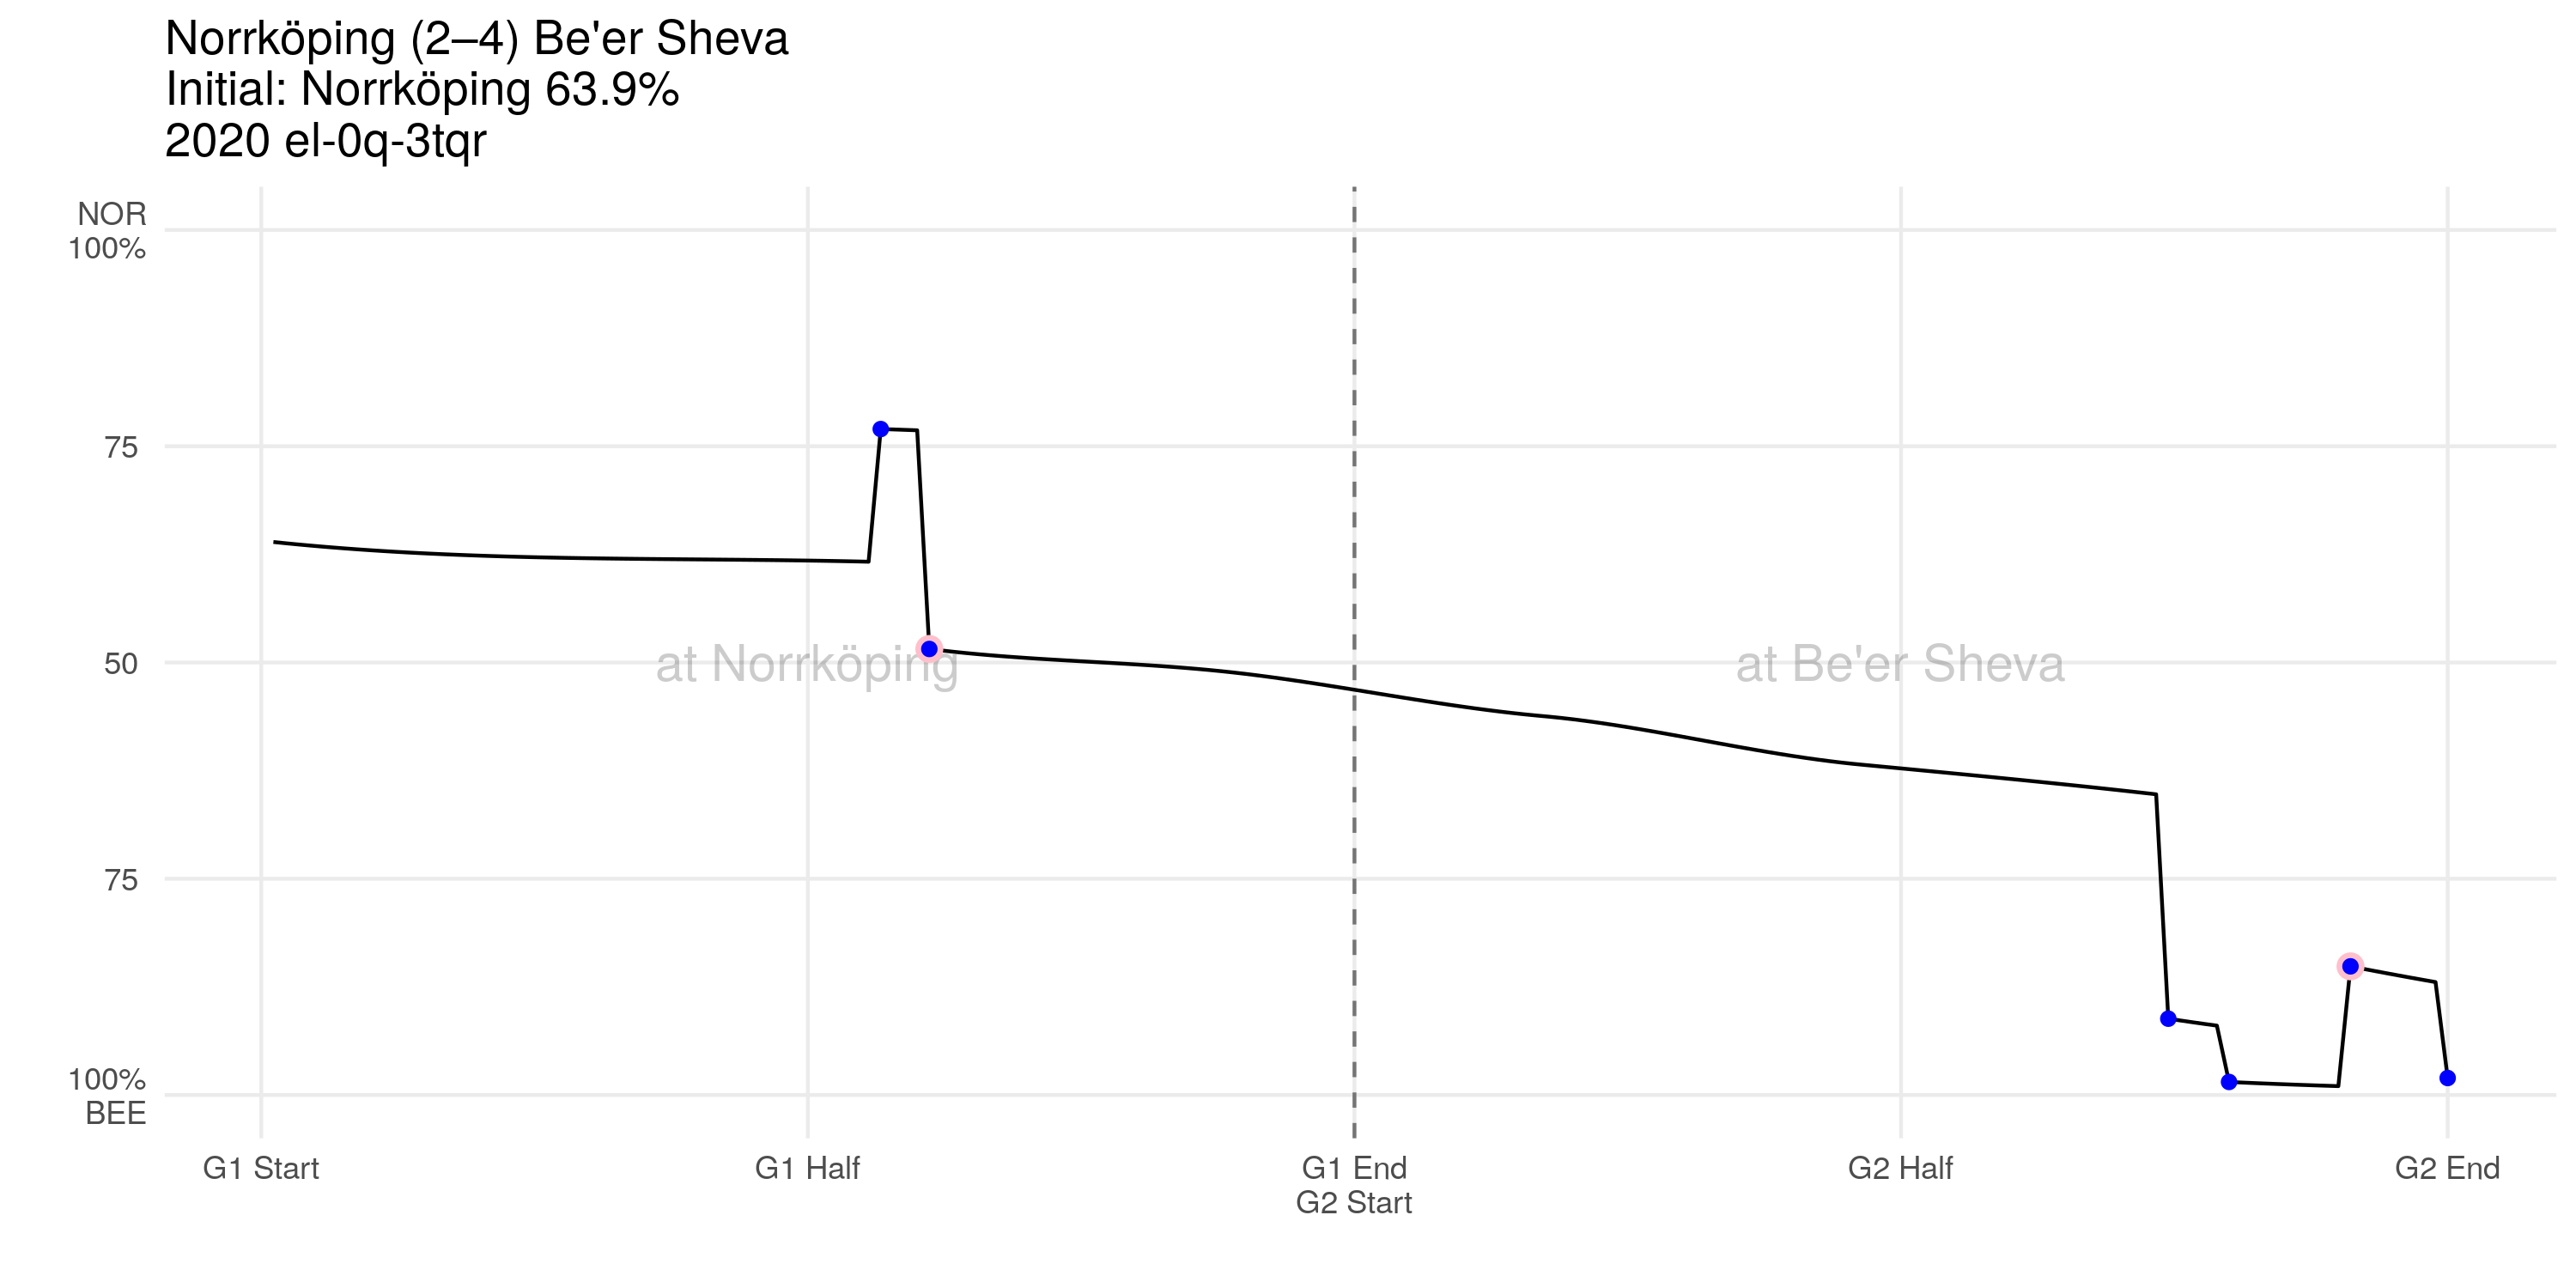 Norrköping (2–4) Be'er Sheva
Initial: Norrköping 63.9%
2020 el-0q-3tqr
NOR
100%
75
50
75
100%
BEE
at Norrköping
at Be'er Sheva
G1 Start
G1 Half
G1 End
G2 Start
G2 Half
G2 End